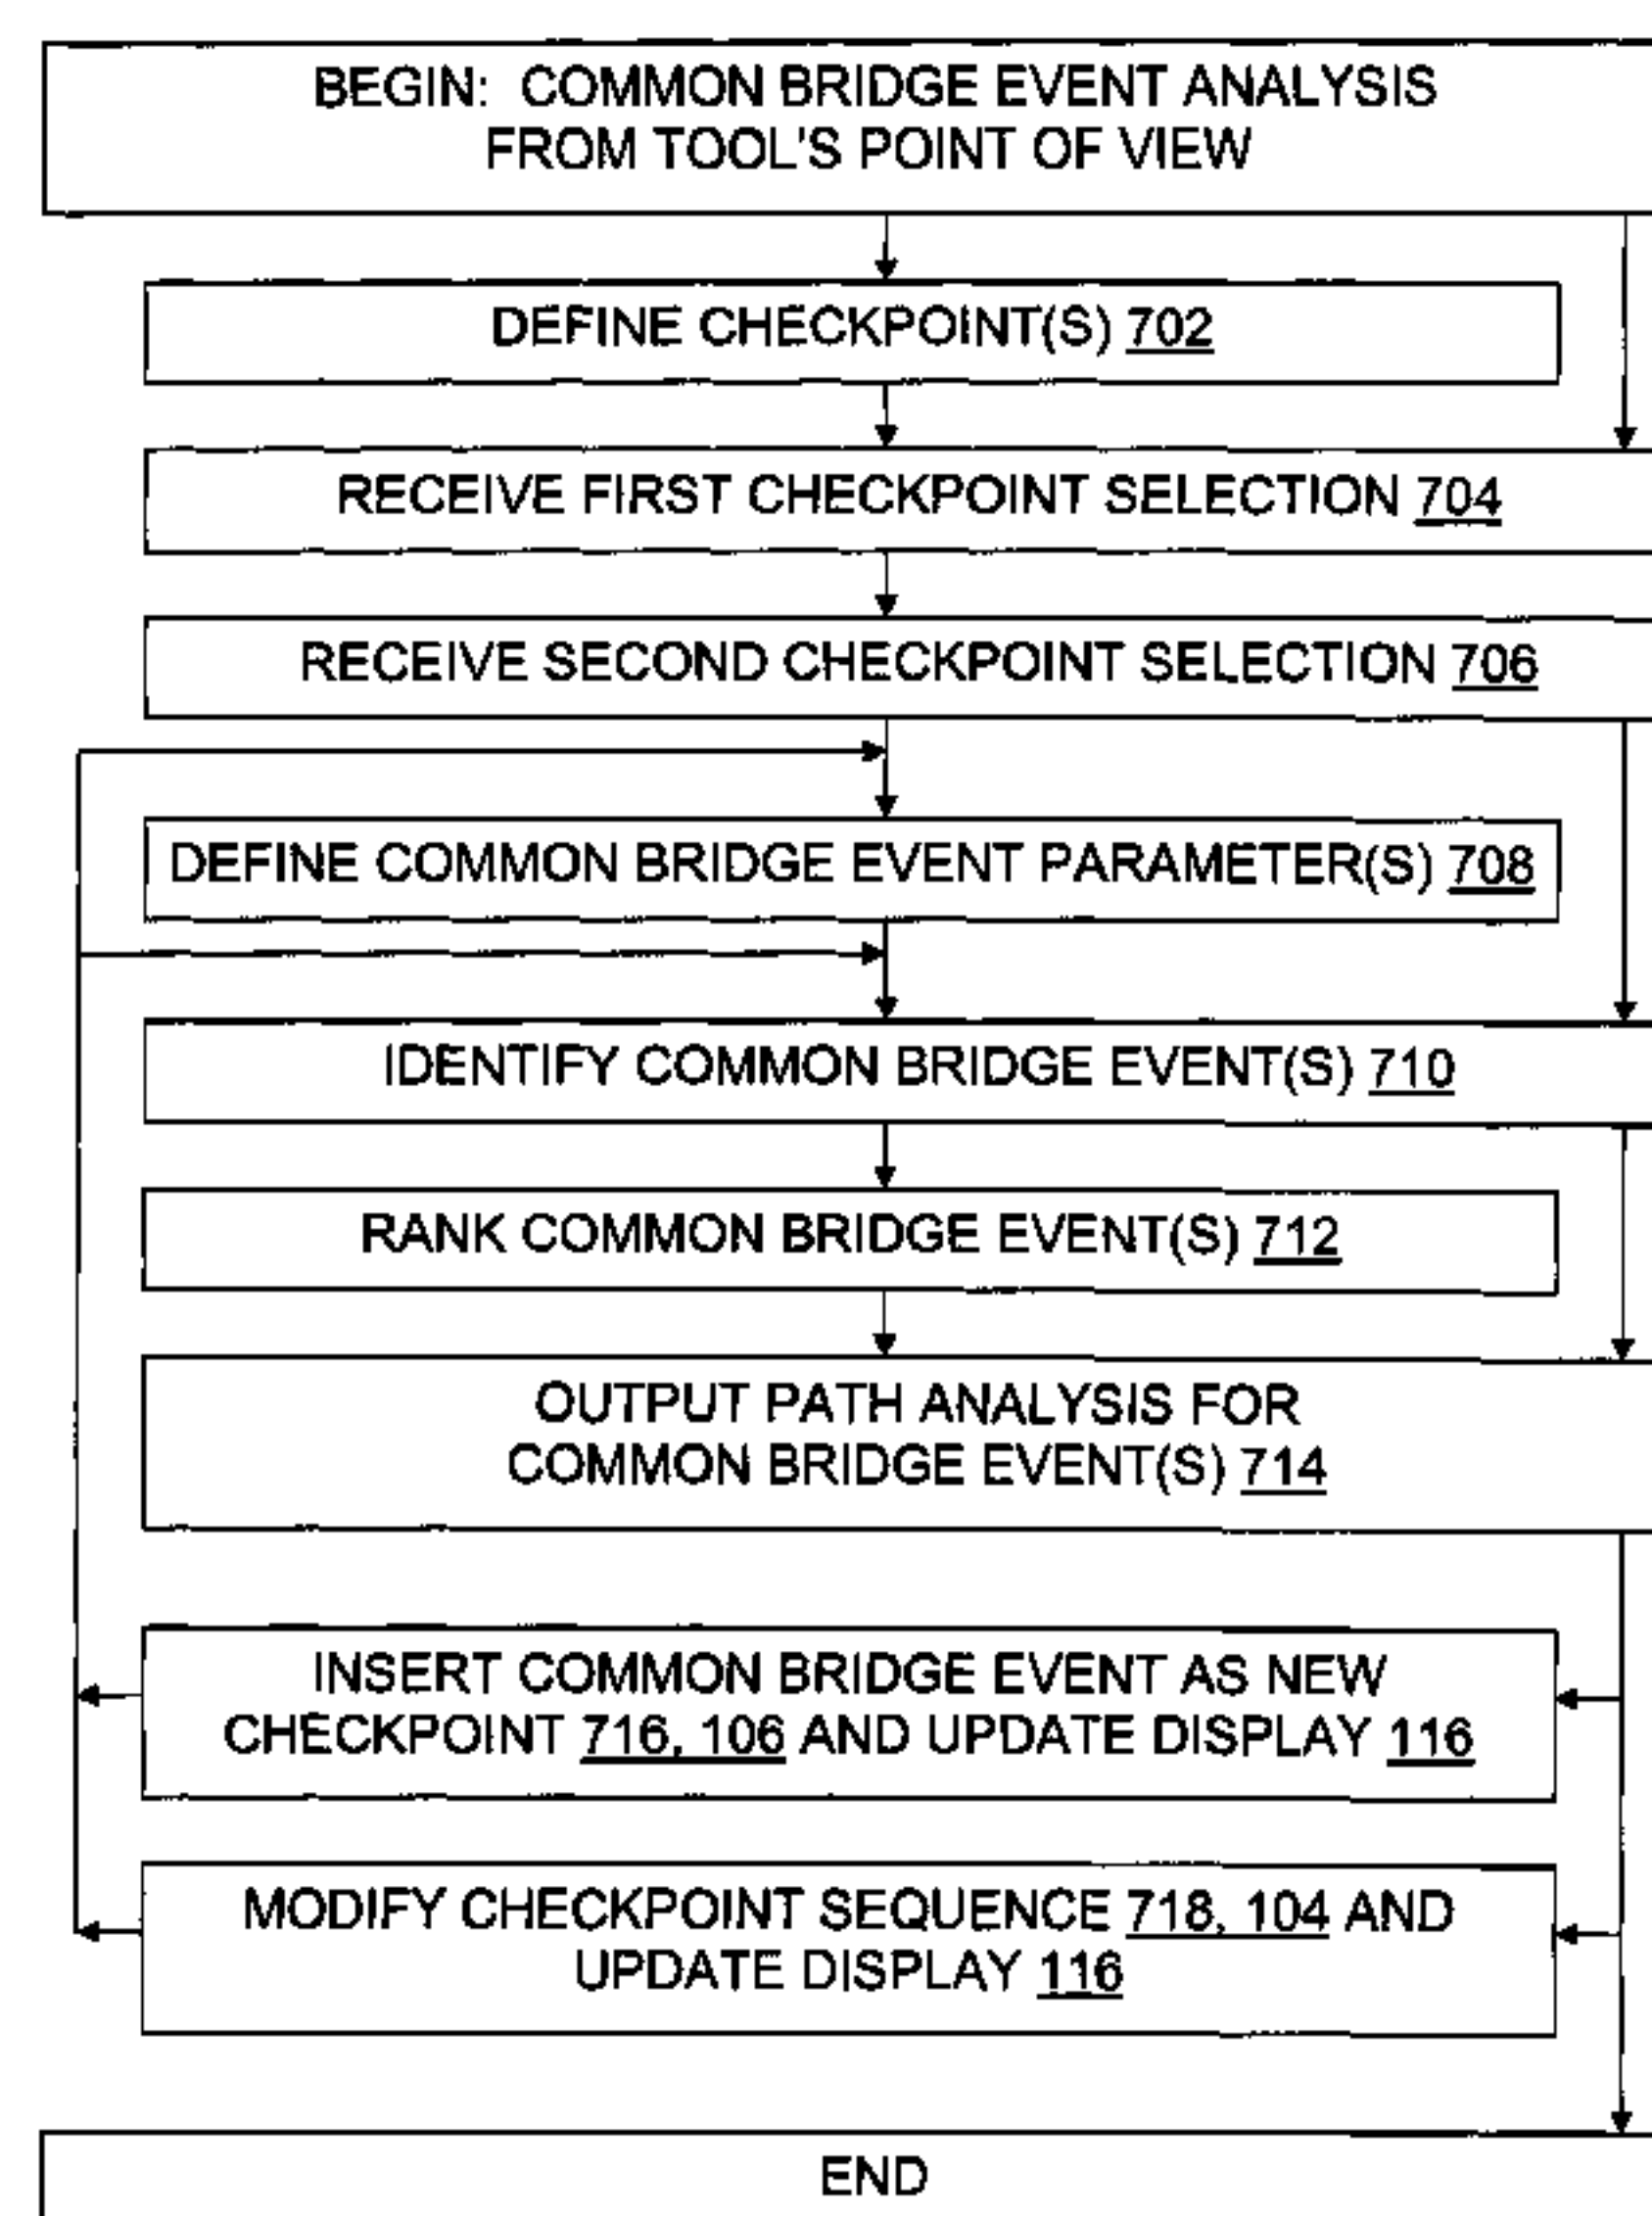 BEGIN: COMMON BRIDGE EVENT ANALYSIS
FROM TOOL'S POINT OF VIEW
DEFINE CHECKPOINT(S) 702
RECEIVE FIRST CHECKPOINT SELECTION 704
RECEIVE SECOND CHECKPOINT SELECTION 706
DEFINE COMMON BRIDGE EVENT PARAMETER(S) 708
IDENTIFY COMMON BRIDGE EVENT(S) 710
RANK COMMON BRIDGE EVENT(S) 712
OUTPUT PATH ANALYSIS FOR
COMMON BRIDGE EVENT(S) 714
INSERT COMMON BRIDGE EVENT AS NEW
CHECKPOINT 716, 106 AND UPDATE DISPLAY 116
MODIFY CHECKPOINT SEQUENCE 718, 104 AND
UPDATE DISPLAY 116
END